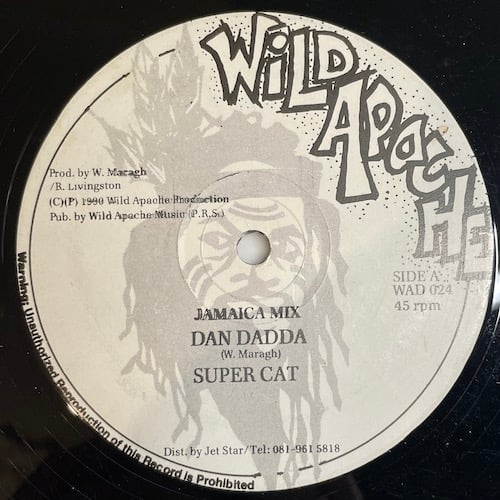 WiLD
APACHE
Prod. by W. Maragh
/R. Livingston
(C)(P) 1990 Wild Apache Production
Pub. by Wild Apache Music (P.R.S.)
SIDE A
WAD 024
45 rpm
JAMAICA MIX
DAN DADDA
(W. Maragh)
SUPER CAT
Dist. by Jet Star/Tel: 081-961 5818
Warning: Unauthorized Reproduction of this Record is Prohibited